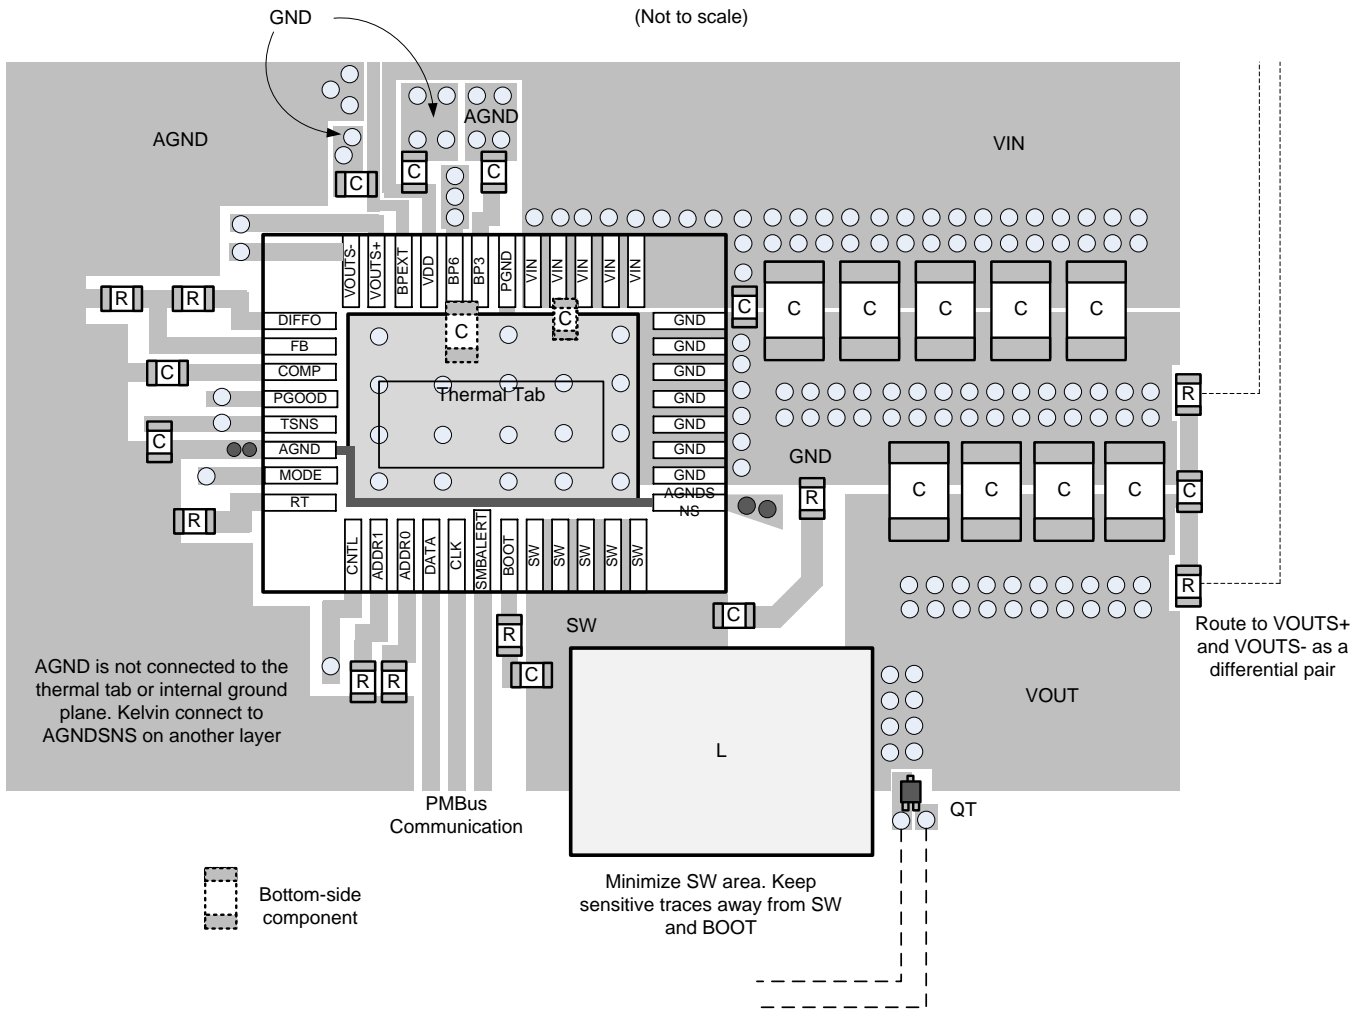 GND
(Not to scale)
AGND
AGND
VIN
C
C
C
VOUTS-
VOUTS+
BPEXT
VDD
BP6
BP3
PGND
VIN
VIN
VIN
VIN
VIN
R
R
C
C
C
C
C
C
C
C
DIFFO
FB
COMP
PGOOD
TSNS
AGND
MODE
RT
GND
GND
GND
GND
GND
GND
GND
AGNDS
NS
Thermal Tab
C
C
R
R
GND
R
C
C
C
C
C
R
CNTL
ADDR1
ADDR0
DATA
CLK
SMBALERT
BOOT
SW
SW
SW
SW
SW
R
C
SW
R
C
R
R
Route to VOUTS+
and VOUTS- as a
differential pair
AGND is not connected to the
thermal tab or internal ground
plane. Kelvin connect to
AGNDSNS on another layer
VOUT
L
PMBus
Communication
QT
Bottom-side
component
Minimize SW area. Keep
sensitive traces away from SW
and BOOT